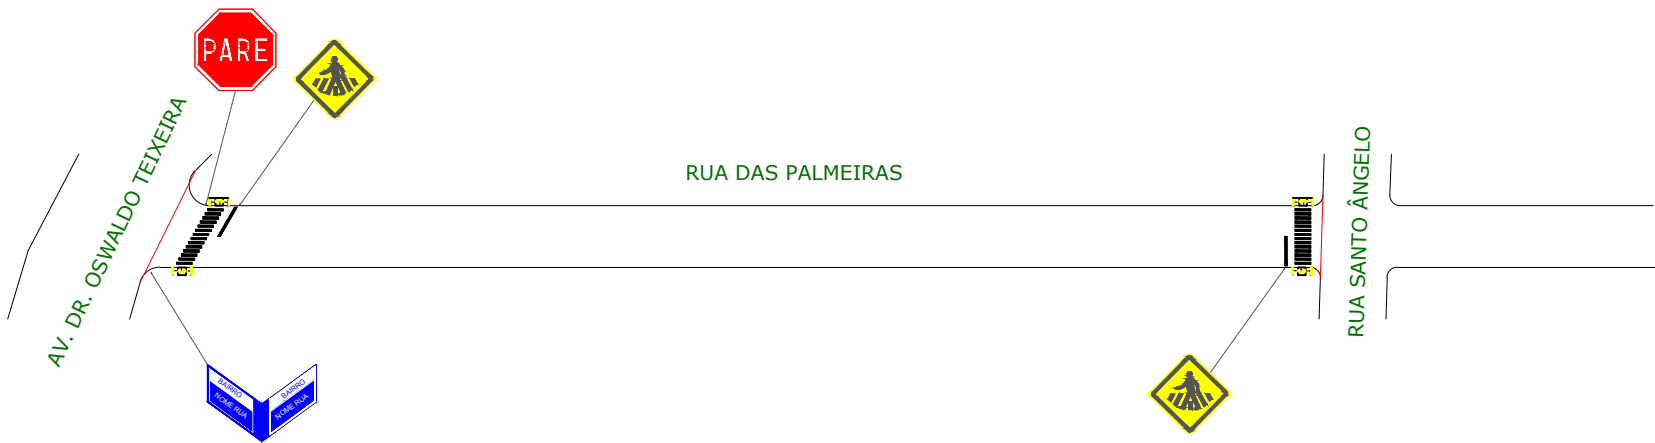 PARE
AV. DR. OSWALDO TEIXEIRA
RUA DAS PALMEIRAS
RUA SANTO ÂNGELO
BAIRRO
NOME RUA
BAIRRO
NOME RUA